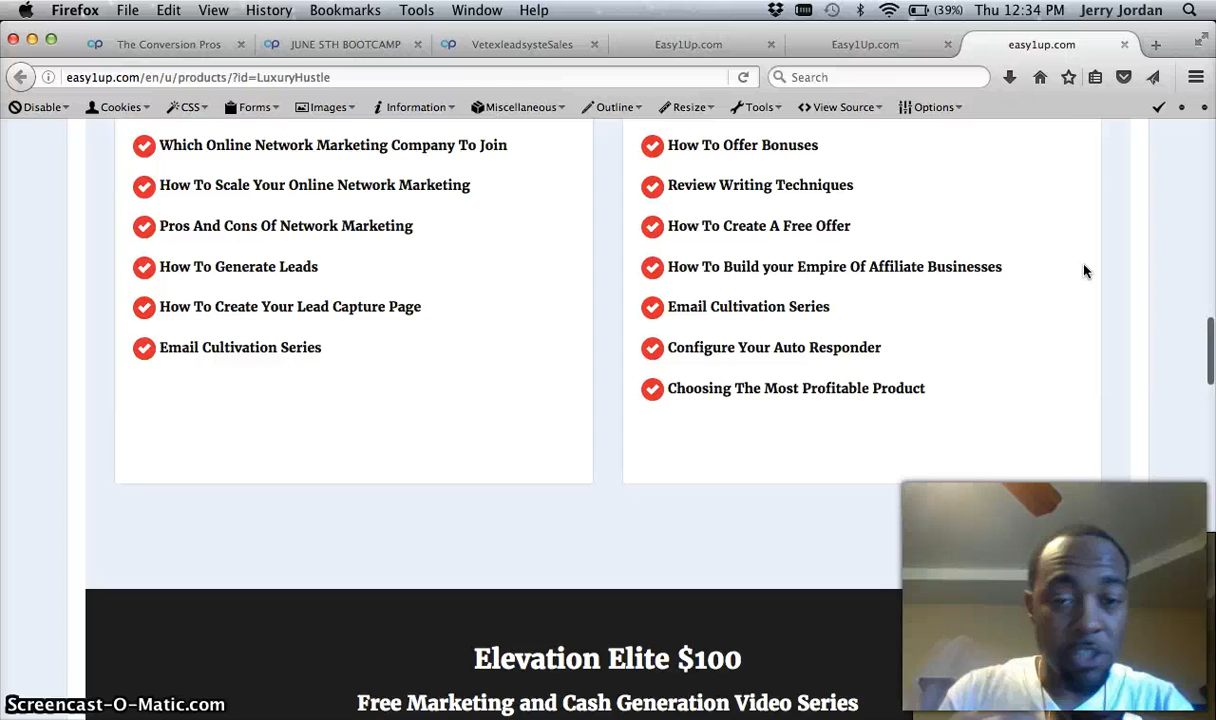 Firefox File Edit View History Bookmarks Tools Window Help (39%) Thu 12:34 PM Jerry Jordan
The Conversion Pros JUNE 5TH BOOTCAMP VetexleadsysteSales Easy1Up.com Easy1Up.com easy1up.com
easy1up.com/en/u/products/?id=LuxuryHustle Search
Disable Cookies CSS Forms Images Information Miscellaneous Outline Resize Tools View Source Options
Which Online Network Marketing Company To Join
How To Scale Your Online Network Marketing
Pros And Cons Of Network Marketing
How To Generate Leads
How To Create Your Lead Capture Page
Email Cultivation Series
How To Offer Bonuses
Review Writing Techniques
How To Create A Free Offer
How To Build your Empire Of Affiliate Businesses
Email Cultivation Series
Configure Your Auto Responder
Choosing The Most Profitable Product
Elevation Elite $100
Free Marketing and Cash Generation Video Series
Screencast-O-Matic.com